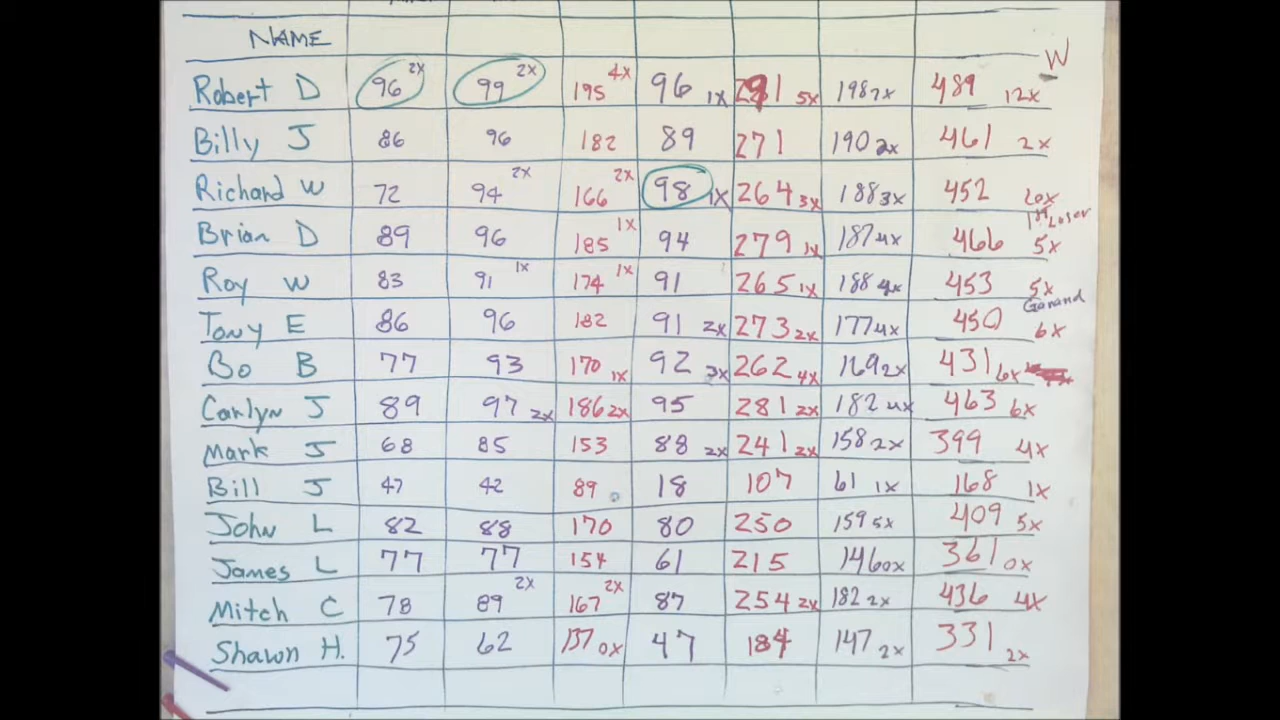 NAME W
Robert D 96 2x 99 2x 195 4x 96 1x 291 5x 198 7x 489 12x
Billy J 86 96 182 89 271 190 2x 461 2x
Richard W 72 94 2x 166 2x 98 1x 264 3x 188 3x 452
1st Loser
Brian D 89 96 185 1x 94 279 1x 187 4x 466 5x
Roy W 83 91 1x 174 1x 91 265 1x 188 4x 453 5x
Garand
Tony E 86 96 182 91 2x 273 2x 177 4x 450 6x
Bo B 77 93 170 1x 92 3x 262 4x 169 2x 431 6x
Carlyn J 89 97 2x 186 2x 95 281 2x 182 4x 463 6x
Mark J 68 85 153 88 2x 241 2x 158 2x 399 4x
Bill J 47 42 89 18 107 61 1x 168 1x
John L 82 88 170 80 250 159 5x 409 5x
James L 77 77 154 61 215 146 0x 361 0x
Mitch C 78 89 2x 167 2x 87 254 2x 182 2x 436 4x
Shawn H. 75 62 137 0x 47 184 147 2x 331 2x